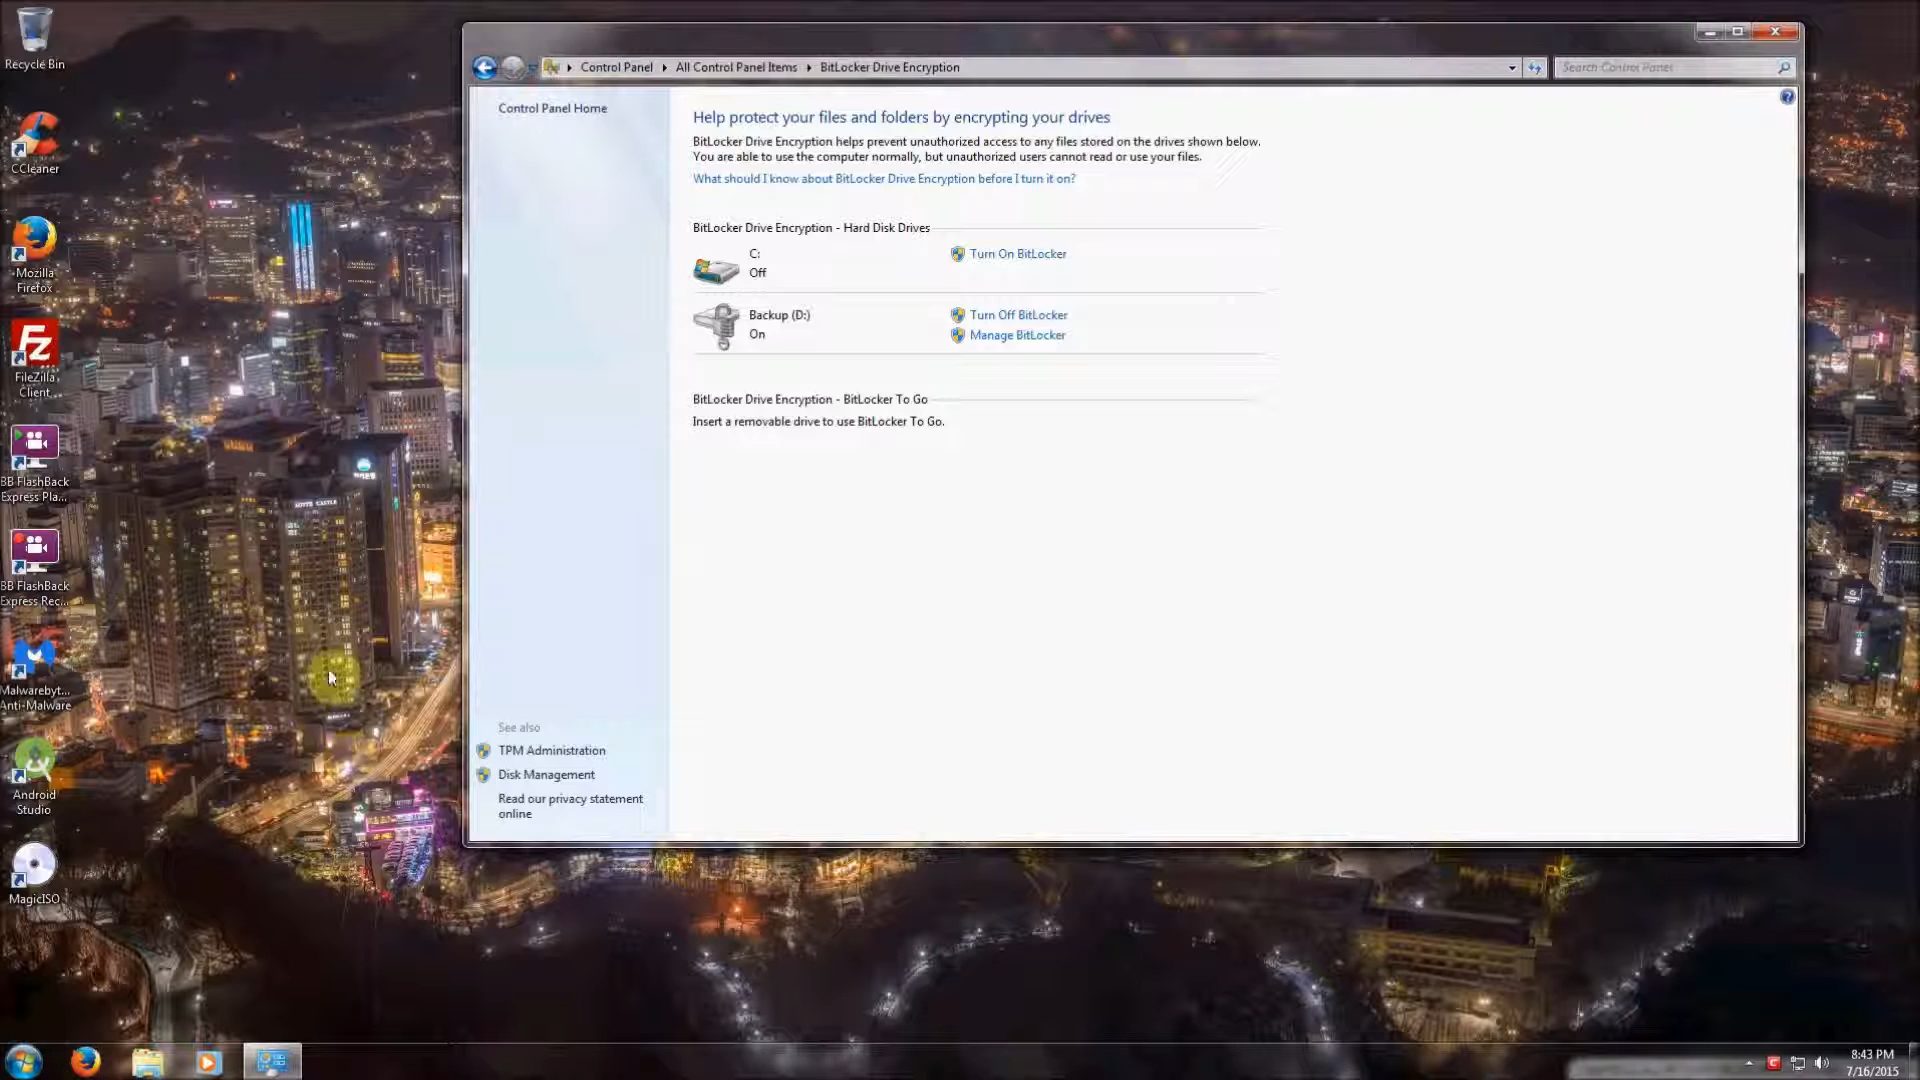 Recycle Bin
CCleaner
Mozilla
Firefox
FileZilla
Client
BB FlashBack
Express Pla...
BB FlashBack
Express Rec...
Malwarebyt...
Anti-Malware
Android
Studio
MagicISO
Control Panel
All Control Panel Items
BitLocker Drive Encryption
Search Control Panel
Control Panel Home
Help protect your files and folders by encrypting your drives
BitLocker Drive Encryption helps prevent unauthorized access to any files stored on the drives shown below.
You are able to use the computer normally, but unauthorized users cannot read or use your files.
What should I know about BitLocker Drive Encryption before I turn it on?
BitLocker Drive Encryption - Hard Disk Drives
C:
Off
Turn On BitLocker
Backup (D:)
On
Turn Off BitLocker
Manage BitLocker
BitLocker Drive Encryption - BitLocker To Go
Insert a removable drive to use BitLocker To Go.
See also
TPM Administration
Disk Management
Read our privacy statement
online
LOTTE CASTLE
8:43 PM
7/16/2015